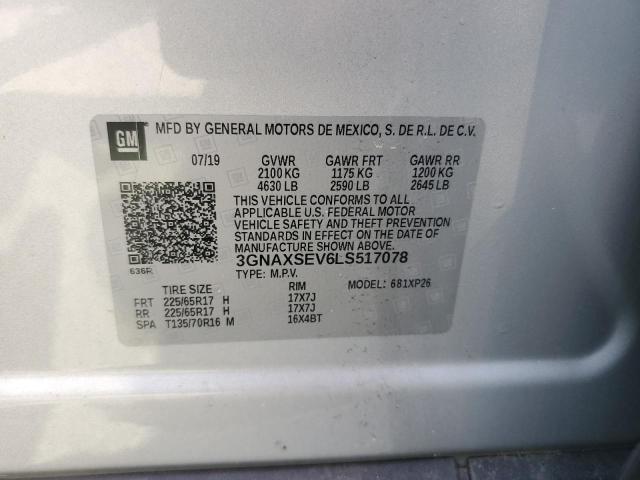 GM
MFD BY GENERAL MOTORS DE MEXICO, S. DE R.L. DE C.V.
07/19 GVWR GAWR FRT GAWR RR
2100 KG 1175 KG 1200 KG
4630 LB 2590 LB 2645 LB
THIS VEHICLE CONFORMS TO ALL
APPLICABLE U.S. FEDERAL MOTOR
VEHICLE SAFETY AND THEFT PREVENTION
STANDARDS IN EFFECT ON THE DATE OF
MANUFACTURE SHOWN ABOVE.
636R 3GNAXSEV6LS517078
TYPE: M.P.V.
TIRE SIZE RIM MODEL: 681XP26
FRT 225/65R17 H 17X7J
RR 225/65R17 H 17X7J
SPA T135/70R16 M 16X4BT